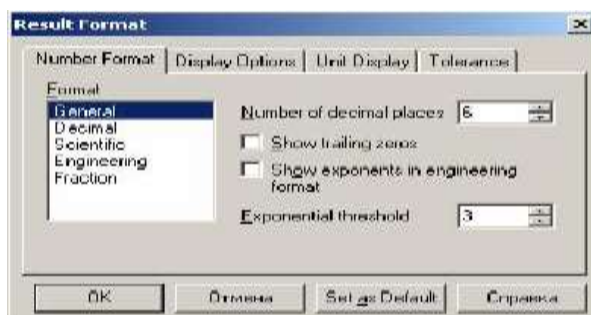 Result Format
Number Format Display Options Unit Display Tolerance
Format
General
Decimal
Scientific
Engineering
Fraction
Number of decimal places 6
Show trailing zeros
Show exponents in engineering
format
Exponential threshold 3
OK Отмена Set as Default Справка